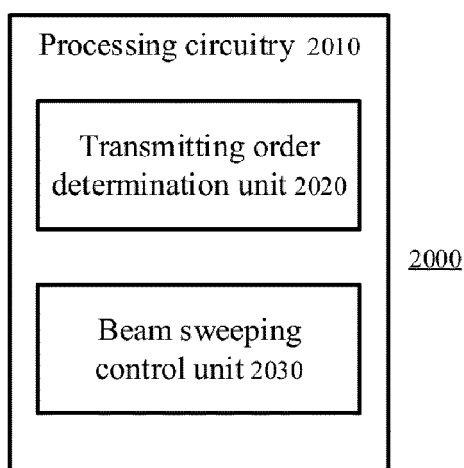 Processing circuitry 2010
Transmitting order
determination unit 2020
2000
Beam sweeping
control unit 2030